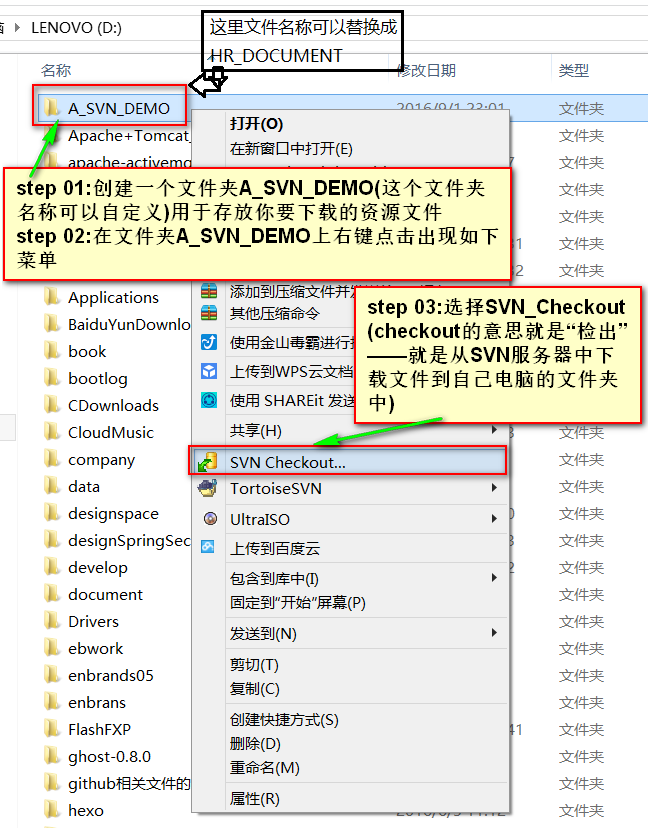 这里文件名称可以替换成
HR_DOCUMENT
LENOVO (D:)
名称
修改日期
类型
A_SVN_DEMO
2016/9/1 23:01
文件夹
Apache+Tomcat
文件夹
apache-activemq
文件夹
step 01:创建一个文件夹A_SVN_DEMO(这个文件夹
名称可以自定义)用于存放你要下载的资源文件
step 02:在文件夹A_SVN_DEMO上右键点击出现如下
菜单
文件夹
文件夹
文件夹
文件夹
打开(O)
在新窗口中打开(E)
添加到压缩文件并
其他压缩命令
使用金山毒霸进行
上传到WPS云文档
使用 SHAREit 发送
共享(H)
SVN Checkout...
TortoiseSVN
UltraISO
上传到百度云
包含到库中(I)
固定到"开始"屏幕(P)
发送到(N)
剪切(T)
复制(C)
创建快捷方式(S)
删除(D)
重命名(M)
属性(R)
step 03:选择SVN_Checkout
(checkout的意思就是“检出”
——就是从SVN服务器中下
载文件到自己电脑的文件夹
中)
Applications
BaiduYunDownlo
book
bootlog
CDownloads
CloudMusic
文件夹
company
文件夹
data
文件夹
designspace
文件夹
designSpringSec
文件夹
develop
文件夹
document
文件夹
Drivers
文件夹
ebwork
文件夹
enbrands05
文件夹
enbrans
文件夹
FlashFXP
文件夹
ghost-0.8.0
文件夹
github相关文件的
文件夹
hexo
文件夹